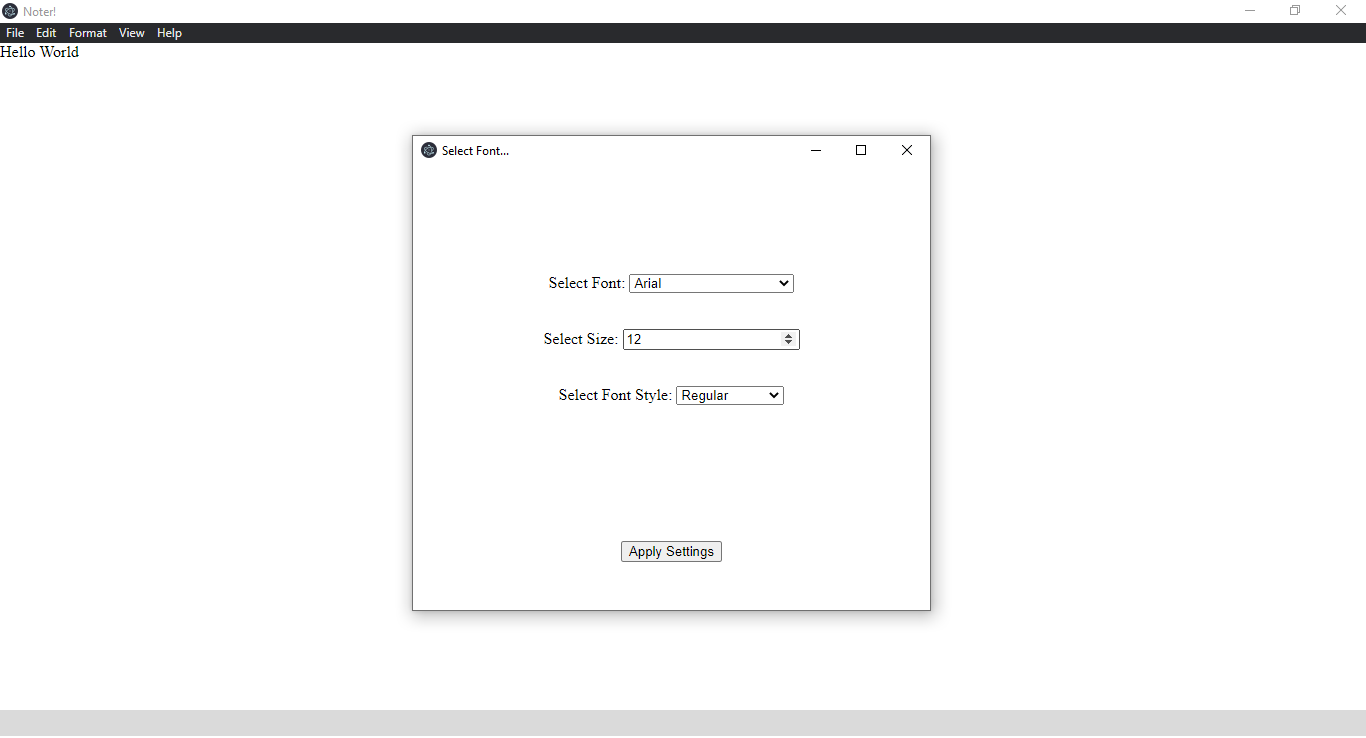 Noter!
File Edit Format View Help
Hello World
Select Font...
Select Font: Arial
Select Size: 12
Select Font Style: Regular
Apply Settings